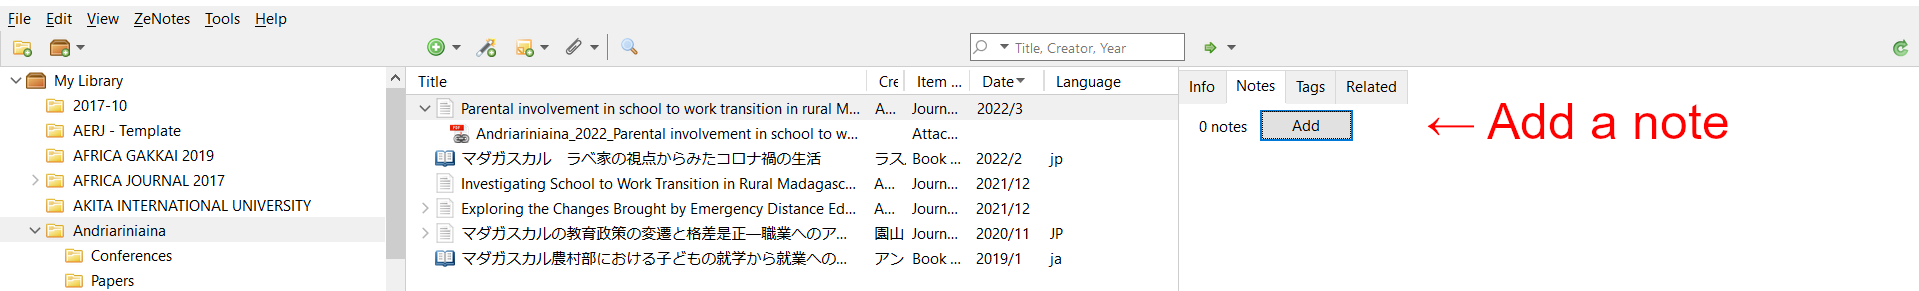 File Edit View ZeNotes Tools Help
Title, Creator, Year
My Library
2017-10
AERJ - Template
AFRICA GAKKAI 2019
AFRICA JOURNAL 2017
AKITA INTERNATIONAL UNIVERSITY
Andriariniaina
Conferences
Papers
Title Cre Item ... Date Language
Parental involvement in school to work transition in rural M... A... Journ... 2022/3
PDF Andriariniaina_2022_Parental involvement in school to w... Attac...
マダガスカル ラベ家の視点からみたコロナ禍の生活 ラス. Book ... 2022/2 jp
Investigating School to Work Transition in Rural Madagasc... A... Journ... 2021/12
Exploring the Changes Brought by Emergency Distance Ed... A... Journ... 2021/12
マダガスカルの教育政策の変遷と格差是正―職業へのア... 園山 Journ... 2020/11 JP
マダガスカル農村部における子どもの就学から就業への... アン Book ... 2019/1 ja
Info Notes Tags Related
0 notes Add
← Add a note